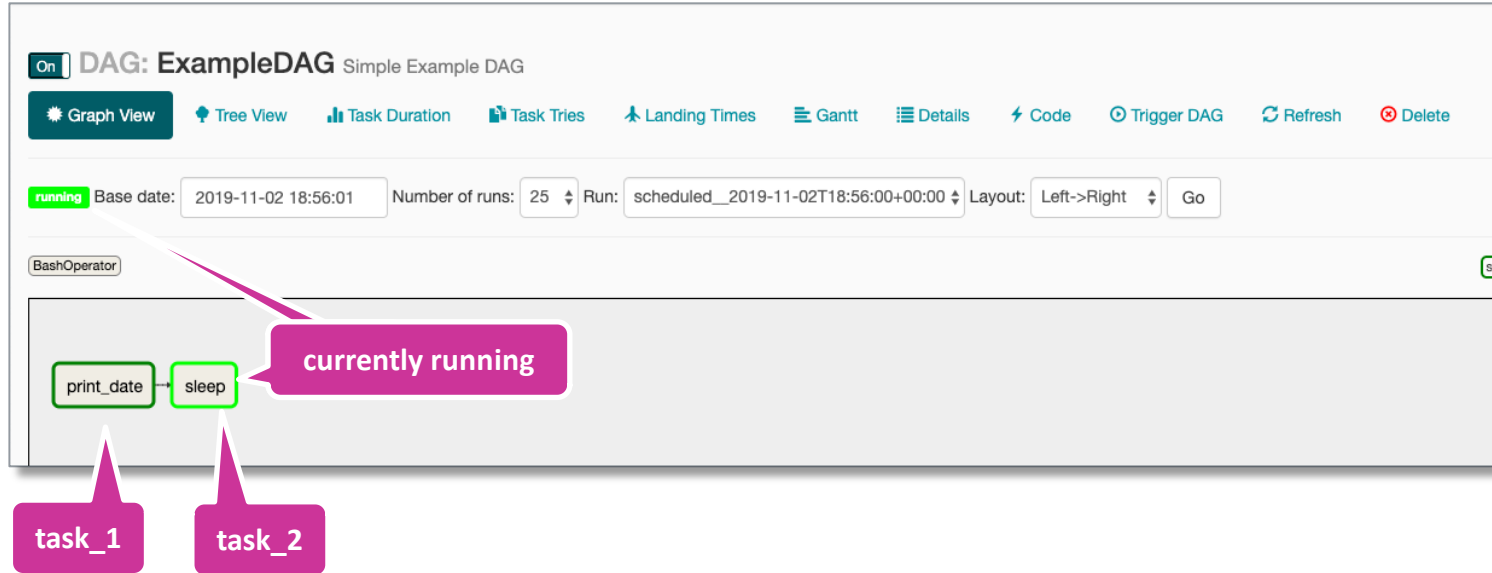 On DAG: ExampleDAG Simple Example DAG
Graph View Tree View Task Duration Task Tries Landing Times Gantt Details Code Trigger DAG Refresh Delete
running Base date: 2019-11-02 18:56:01 Number of runs: 25 Run: scheduled__2019-11-02T18:56:00+00:00 Layout: Left->Right Go
BashOperator
currently running
print_date sleep
task_1 task_2